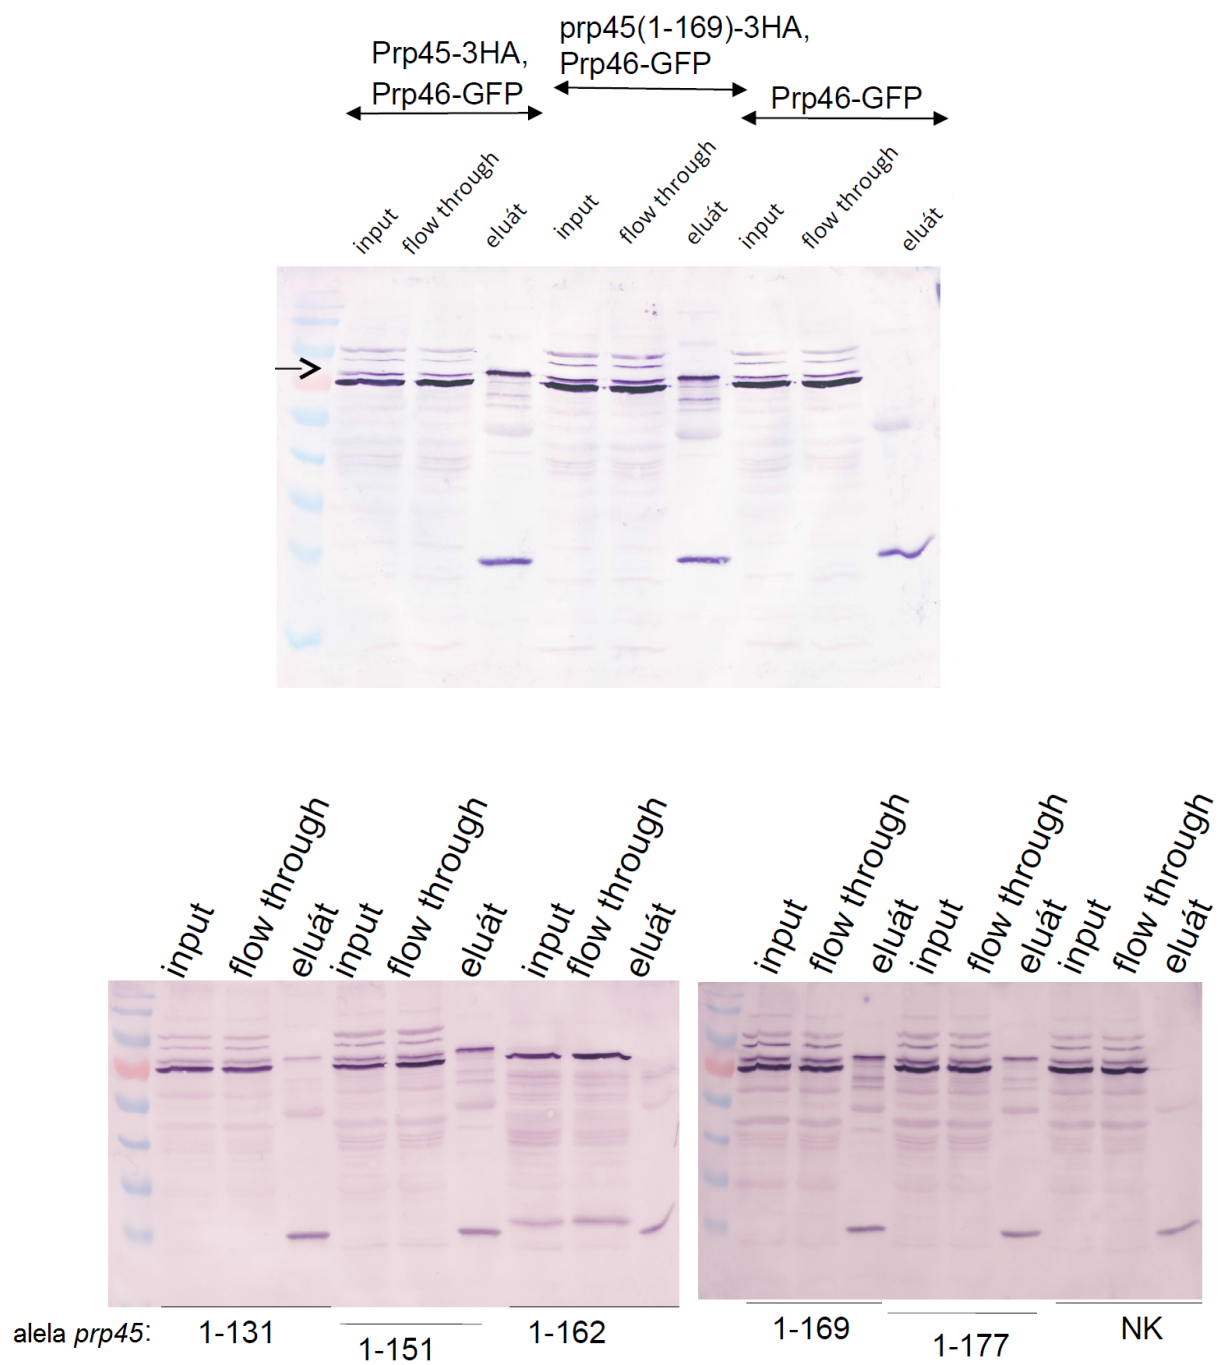 prp45(1-169)-3HA,
Prp45-3HA,
Prp46-GFP
Prp46-GFP
Prp46-GFP
input
flow through
eluát
input
flow through
eluát
input
flow through
eluát
input
flow through
eluát
input
flow through
eluát
input
flow through
eluát
input
flow through
eluát
input
flow through
eluát
input
flow through
eluát
alela prp45:
1-131
1-151
1-162
1-169
1-177
NK